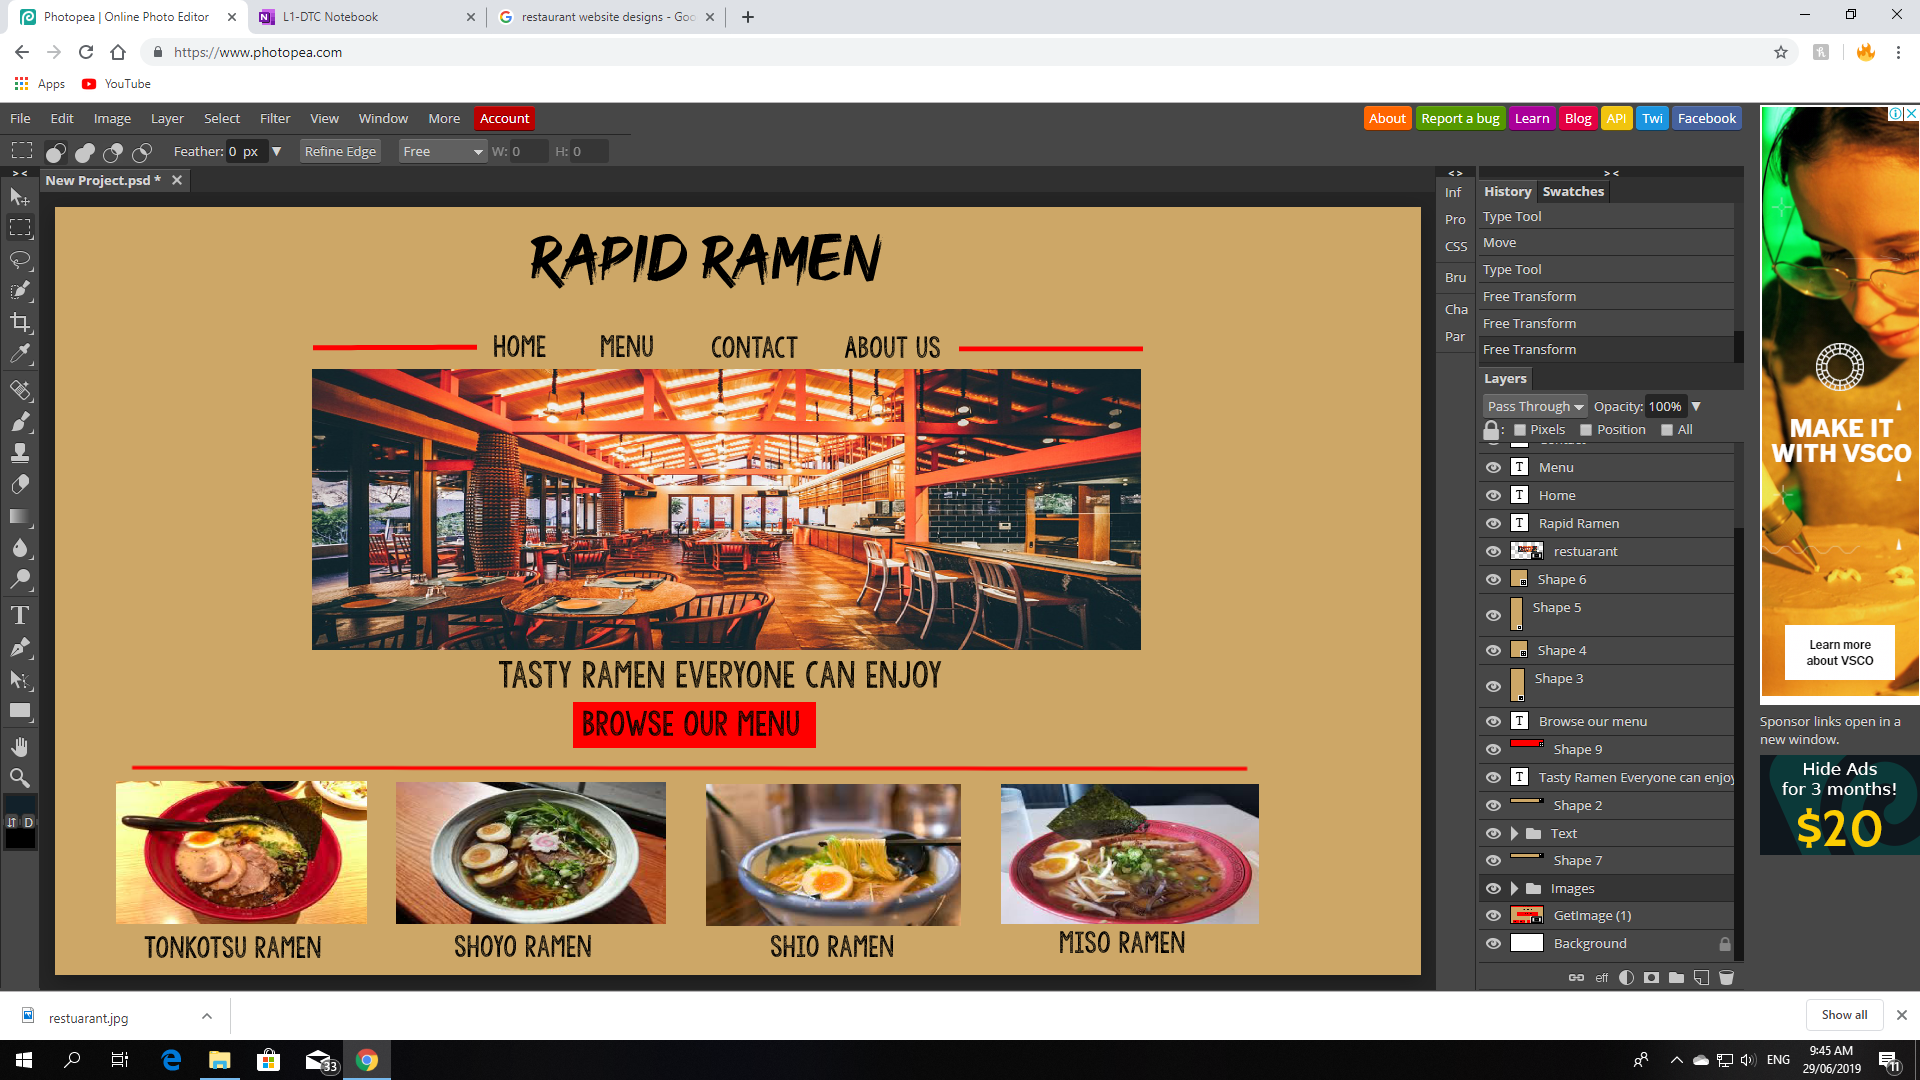 Photopea | Online Photo Editor
L1-DTC Notebook
restaurant website designs - Goo
https://www.photopea.com
Apps
YouTube
File Edit Image Layer Select Filter View Window More Account
About Report a bug Learn Blog API Twi Facebook
Feather: 0 px Refine Edge Free W: 0 H: 0
New Project.psd *
RAPID RAMEN
HOME MENU CONTACT ABOUT US
TASTY RAMEN EVERYONE CAN ENJOY
BROWSE OUR MENU
TONKOTSU RAMEN
SHOYO RAMEN
SHIO RAMEN
MISO RAMEN
Inf
Pro
CSS
Bru
Cha
Par
History Swatches
Type Tool
Move
Type Tool
Free Transform
Free Transform
Free Transform
Layers
Pass Through Opacity: 100%
Pixels Position All
Menu
Home
Rapid Ramen
restuarant
Shape 6
Shape 5
Shape 4
Shape 3
Browse our menu
Shape 9
Tasty Ramen Everyone can enjoy
Shape 2
Text
Shape 7
Images
GetImage (1)
Background
eff
MAKE IT
WITH VSCO
Learn more
about VSCO
Sponsor links open in a
new window.
Hide Ads
for 3 months!
$20
restuarant.jpg
Show all
33
ENG
9:45 AM
29/06/2019
11